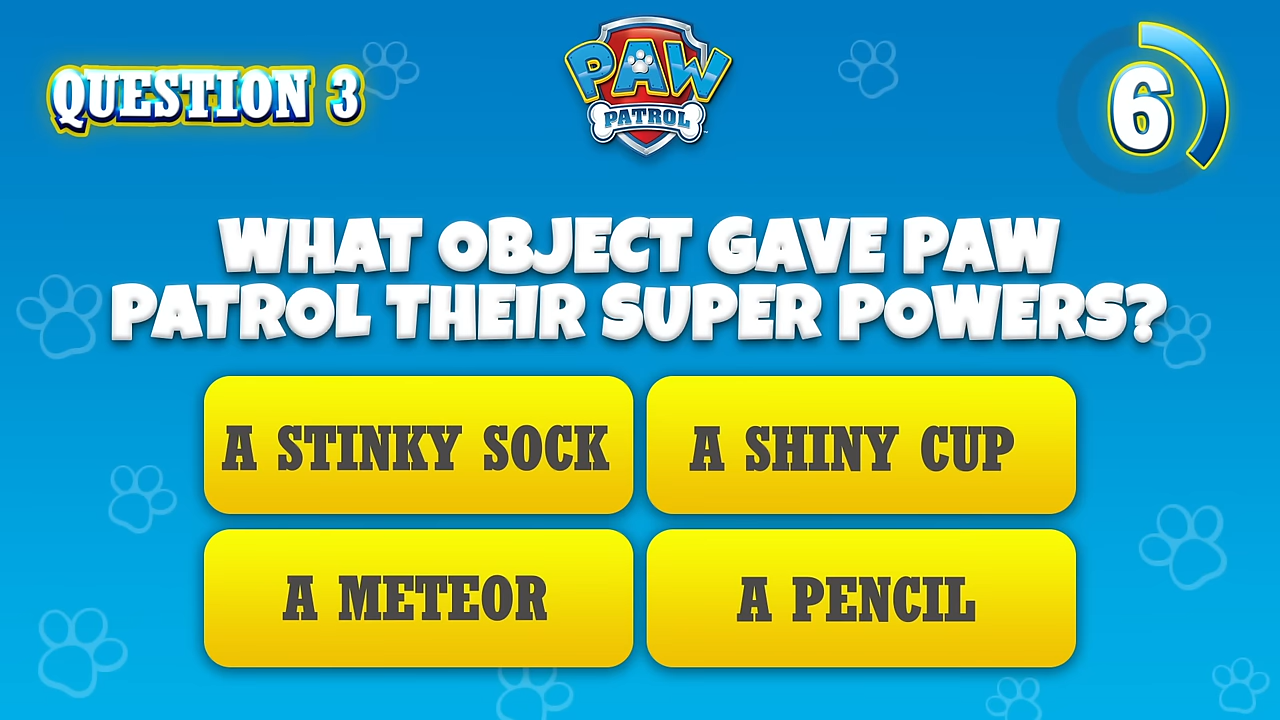 QUESTION 3
PAW
PATROL
6
WHAT OBJECT GAVE PAW
PATROL THEIR SUPER POWERS?
A STINKY SOCK
A SHINY CUP
A METEOR
A PENCIL